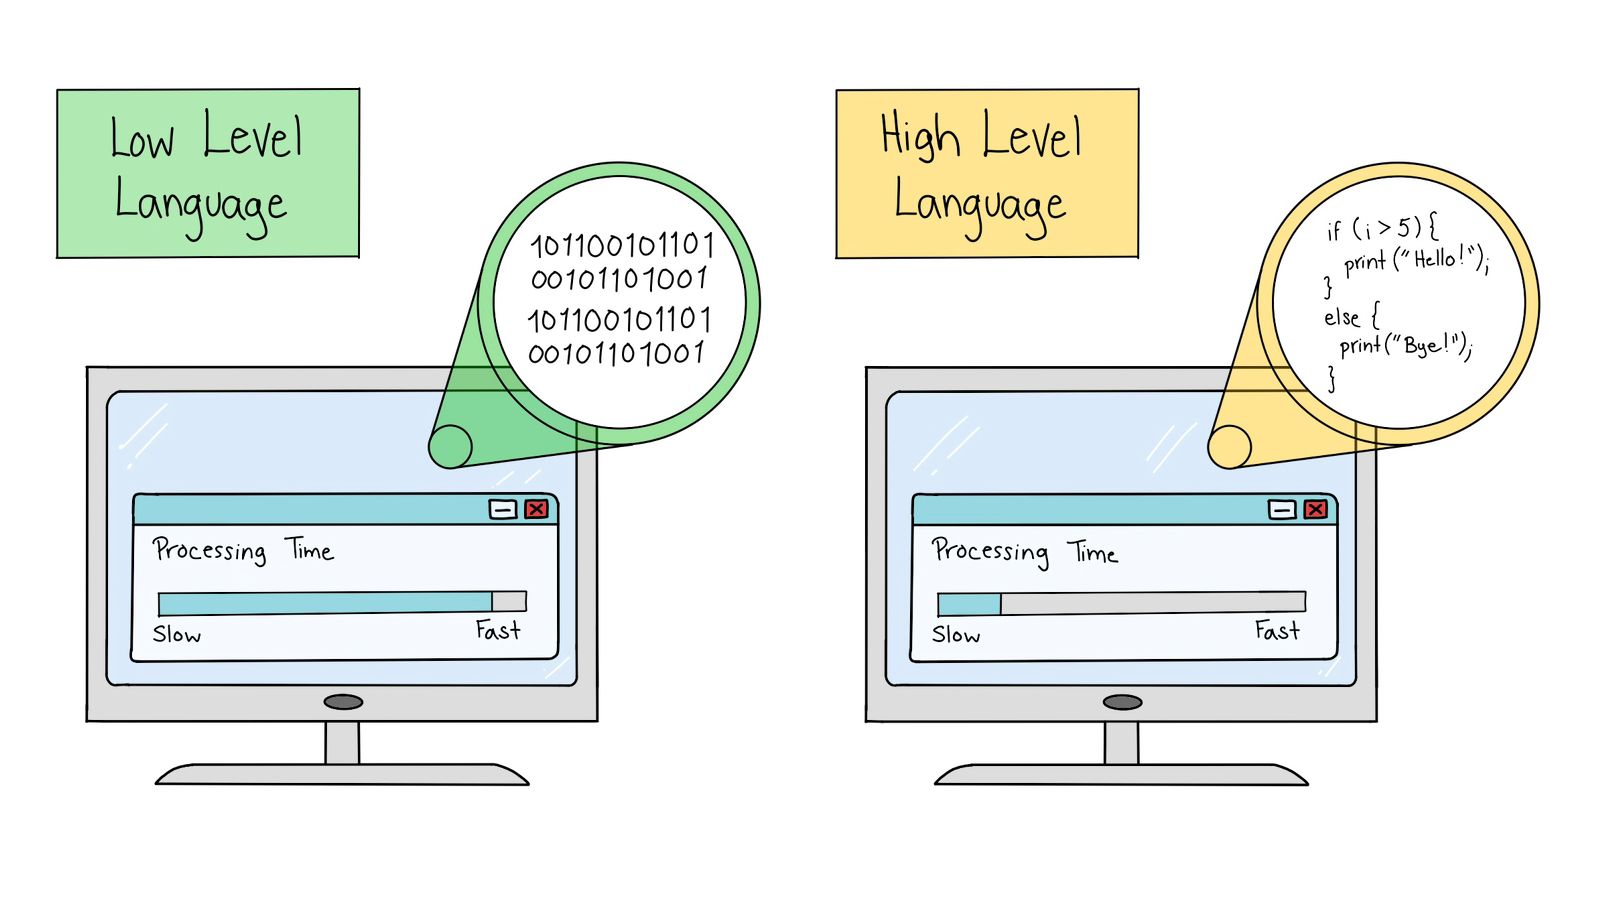 Low Level
Language
101100101101
00101101001
101100101101
00101101001
Processing Time
Slow
Fast
High Level
Language
if (i > 5) {
print ("Hello!");
}
else {
print("Bye!");
}
Processing Time
Slow
Fast